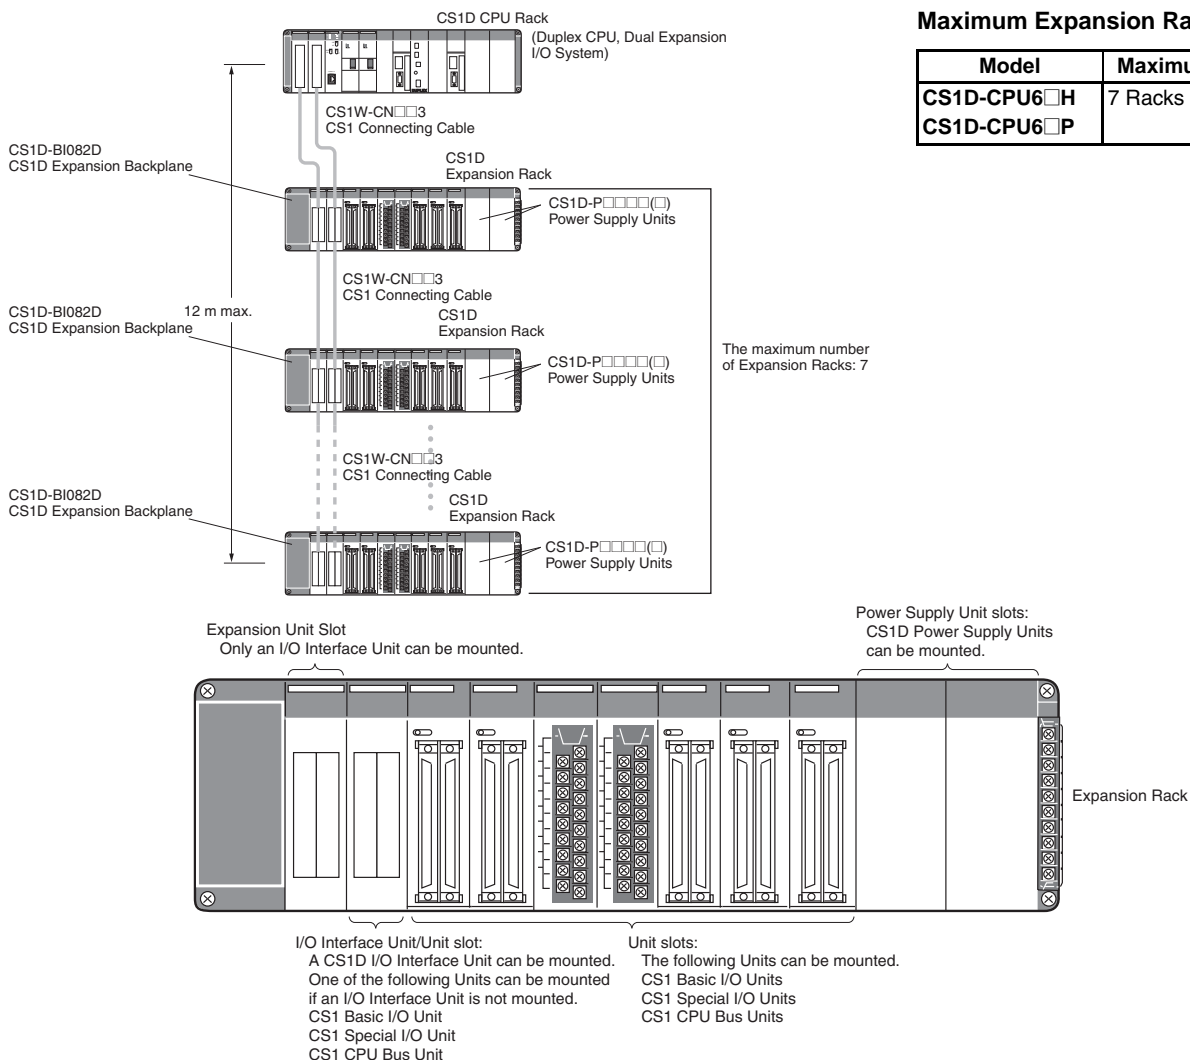 CS1D CPU Rack
(Duplex CPU, Dual Expansion
I/O System)
Maximum Expansion Ra
Model
Maximu
CS1D-CPU6□H
7 Racks
CS1D-CPU6□P
CS1W-CN□□3
CS1 Connecting Cable
CS1D-BI082D
CS1D Expansion Backplane
CS1D
Expansion Rack
CS1D-P□□□□(□)
Power Supply Units
CS1W-CN□□3
CS1 Connecting Cable
CS1D-BI082D
CS1D Expansion Backplane
12 m max.
CS1D
Expansion Rack
CS1D-P□□□□(□)
Power Supply Units
The maximum number
of Expansion Racks: 7
CS1W-CN□□3
CS1 Connecting Cable
CS1D-BI082D
CS1D Expansion Backplane
CS1D
Expansion Rack
CS1D-P□□□□(□)
Power Supply Units
Expansion Unit Slot
Only an I/O Interface Unit can be mounted.
Power Supply Unit slots:
CS1D Power Supply Units
can be mounted.
Expansion Rack
I/O Interface Unit/Unit slot:
A CS1D I/O Interface Unit can be mounted.
One of the following Units can be mounted
if an I/O Interface Unit is not mounted.
CS1 Basic I/O Unit
CS1 Special I/O Unit
CS1 CPU Bus Unit
Unit slots:
The following Units can be mounted.
CS1 Basic I/O Units
CS1 Special I/O Units
CS1 CPU Bus Units